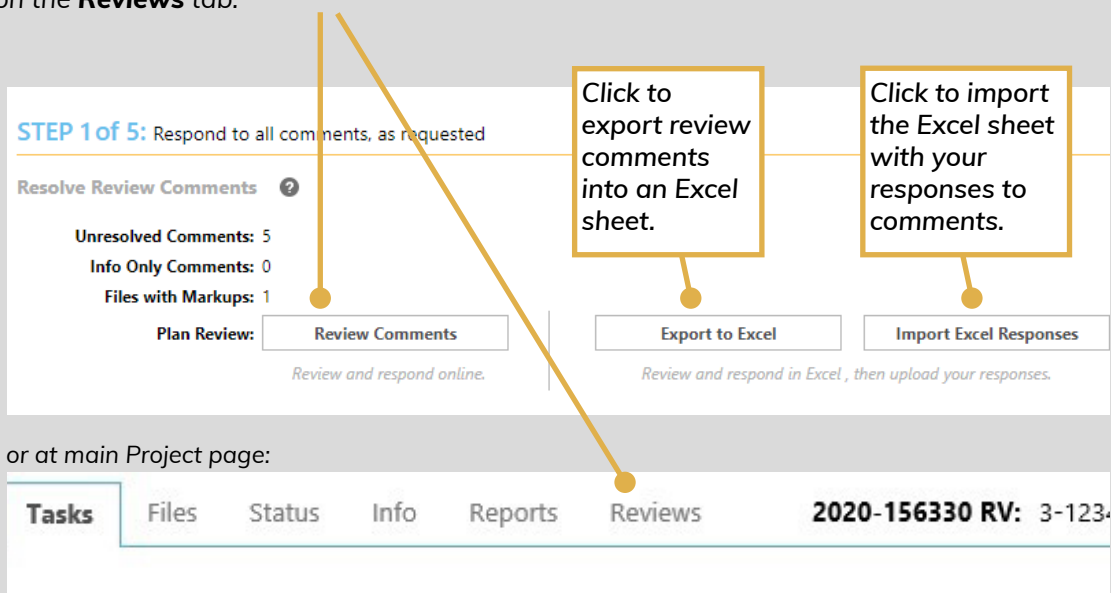 on the Reviews tab.
Click to
export review
comments
into an Excel
sheet.
Click to import
the Excel sheet
with your
responses to
comments.
STEP 1 of 5: Respond to all comments, as requested
Resolve Review Comments ?
Unresolved Comments: 5
Info Only Comments: 0
Files with Markups: 1
Plan Review: Review Comments Export to Excel Import Excel Responses
Review and respond online. Review and respond in Excel , then upload your responses.
or at main Project page:
Tasks Files Status Info Reports Reviews 2020-156330 RV: 3-1234